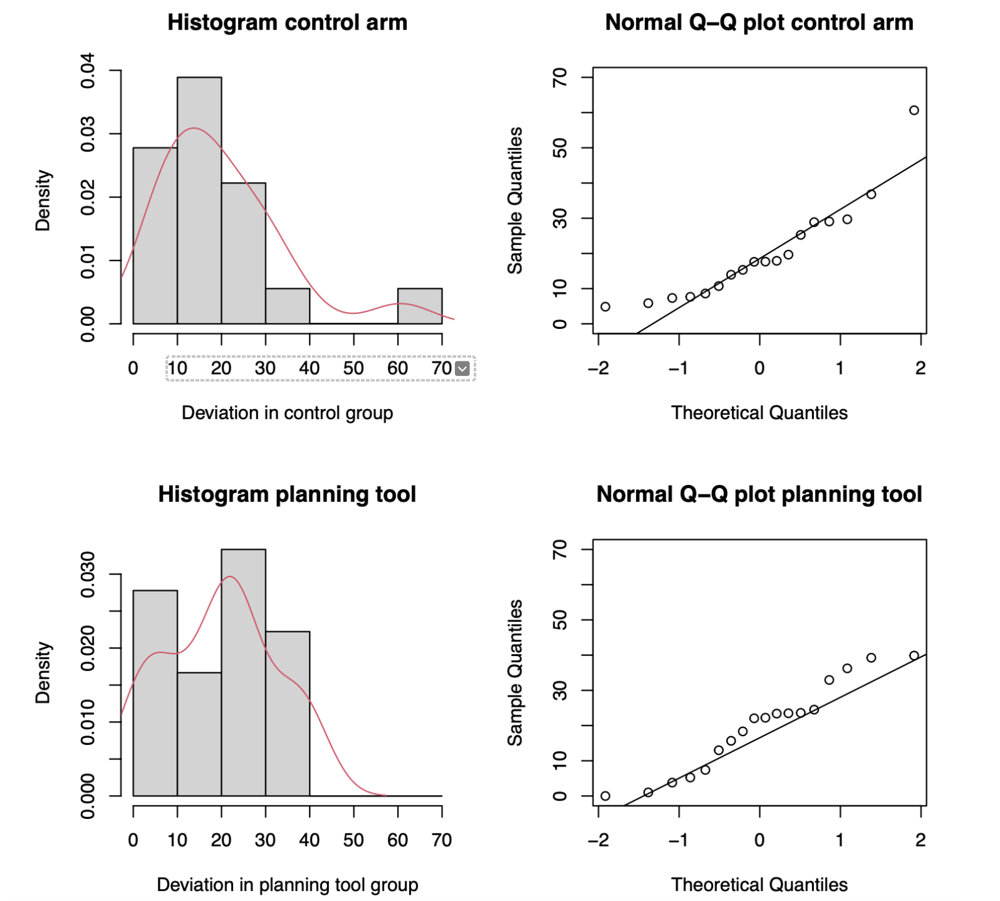 Histogram control arm
Density
0.00 0.01 0.02 0.03 0.04
0 10 20 30 40 50 60 70
Deviation in control group
Normal Q–Q plot control arm
Sample Quantiles
0 10 30 50 70
−2 −1 0 1 2
Theoretical Quantiles
Histogram planning tool
Density
0.000 0.010 0.020 0.030
0 10 20 30 40 50 60 70
Deviation in planning tool group
Normal Q–Q plot planning tool
Sample Quantiles
0 10 30 50 70
−2 −1 0 1 2
Theoretical Quantiles